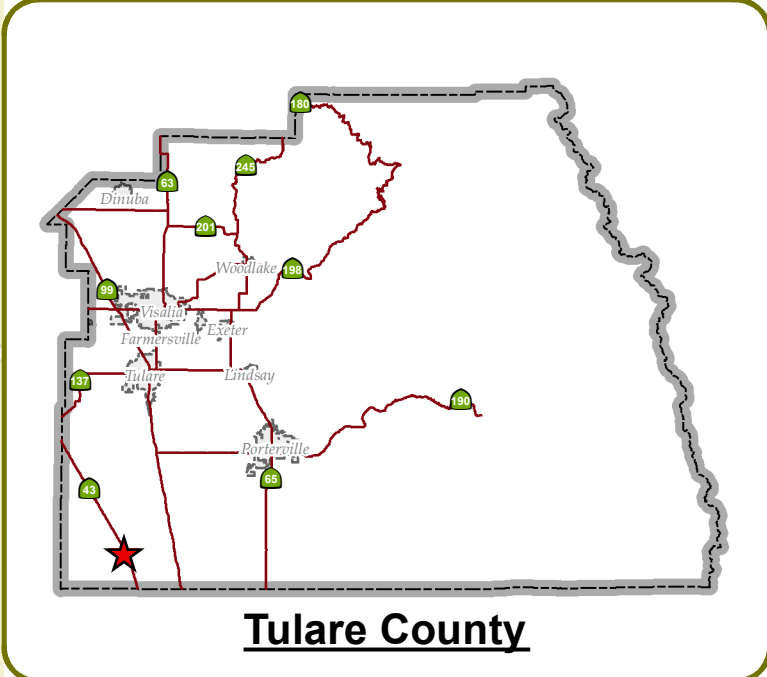 180
245
63
Dinuba
201
Woodlake
198
99
Visalia
Exeter
Farmersville
137
Tulare
Lindsay
190
Porterville
65
43
Tulare County